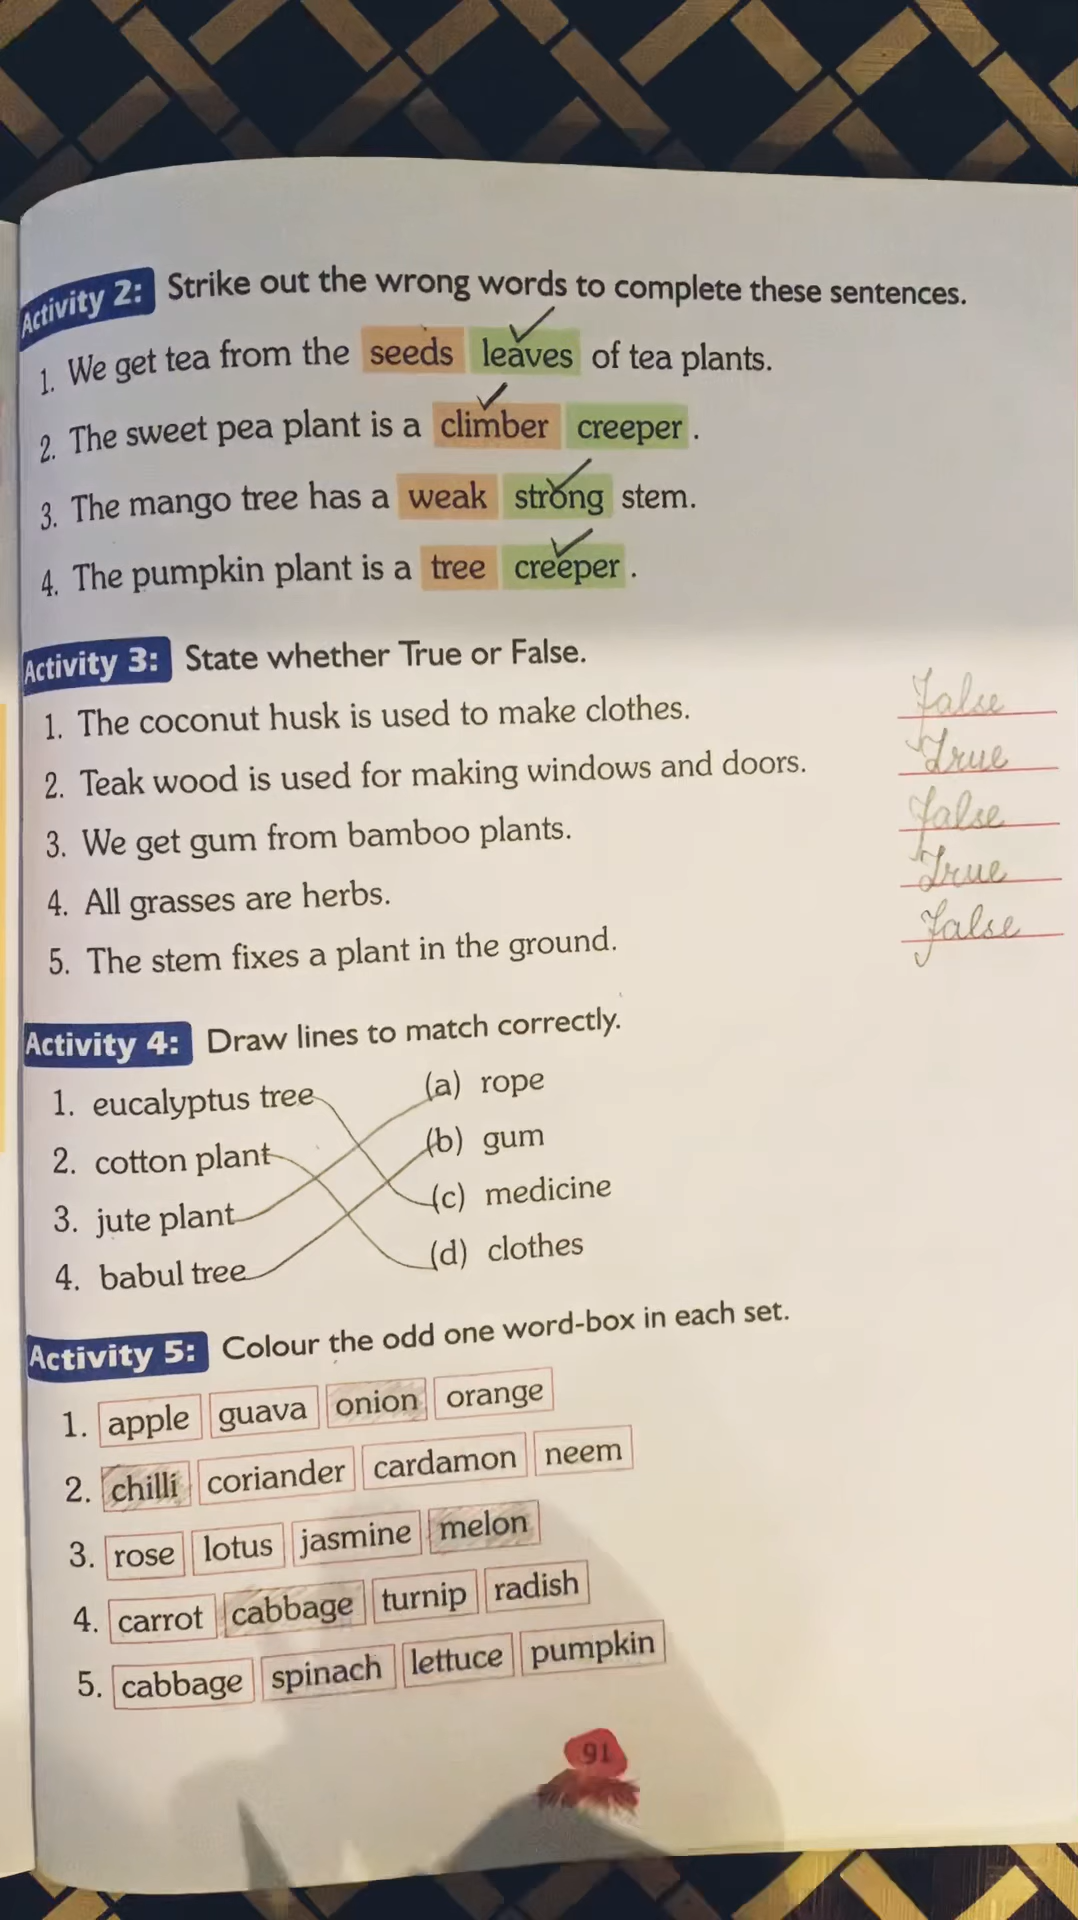 Activity 2: Strike out the wrong words to complete these sentences.
1. We get tea from the seeds leaves of tea plants.
2. The sweet pea plant is a climber creeper.
3. The mango tree has a weak strong stem.
4. The pumpkin plant is a tree creeper.
Activity 3: State whether True or False.
1. The coconut husk is used to make clothes. False
2. Teak wood is used for making windows and doors. True
3. We get gum from bamboo plants. False
4. All grasses are herbs. True
5. The stem fixes a plant in the ground. False
Activity 4: Draw lines to match correctly.
1. eucalyptus tree (a) rope
2. cotton plant (b) gum
3. jute plant (c) medicine
4. babul tree (d) clothes
Activity 5: Colour the odd one word-box in each set.
1. apple guava onion orange
2. chilli coriander cardamon neem
3. rose lotus jasmine melon
4. carrot cabbage turnip radish
5. cabbage spinach lettuce pumpkin
91